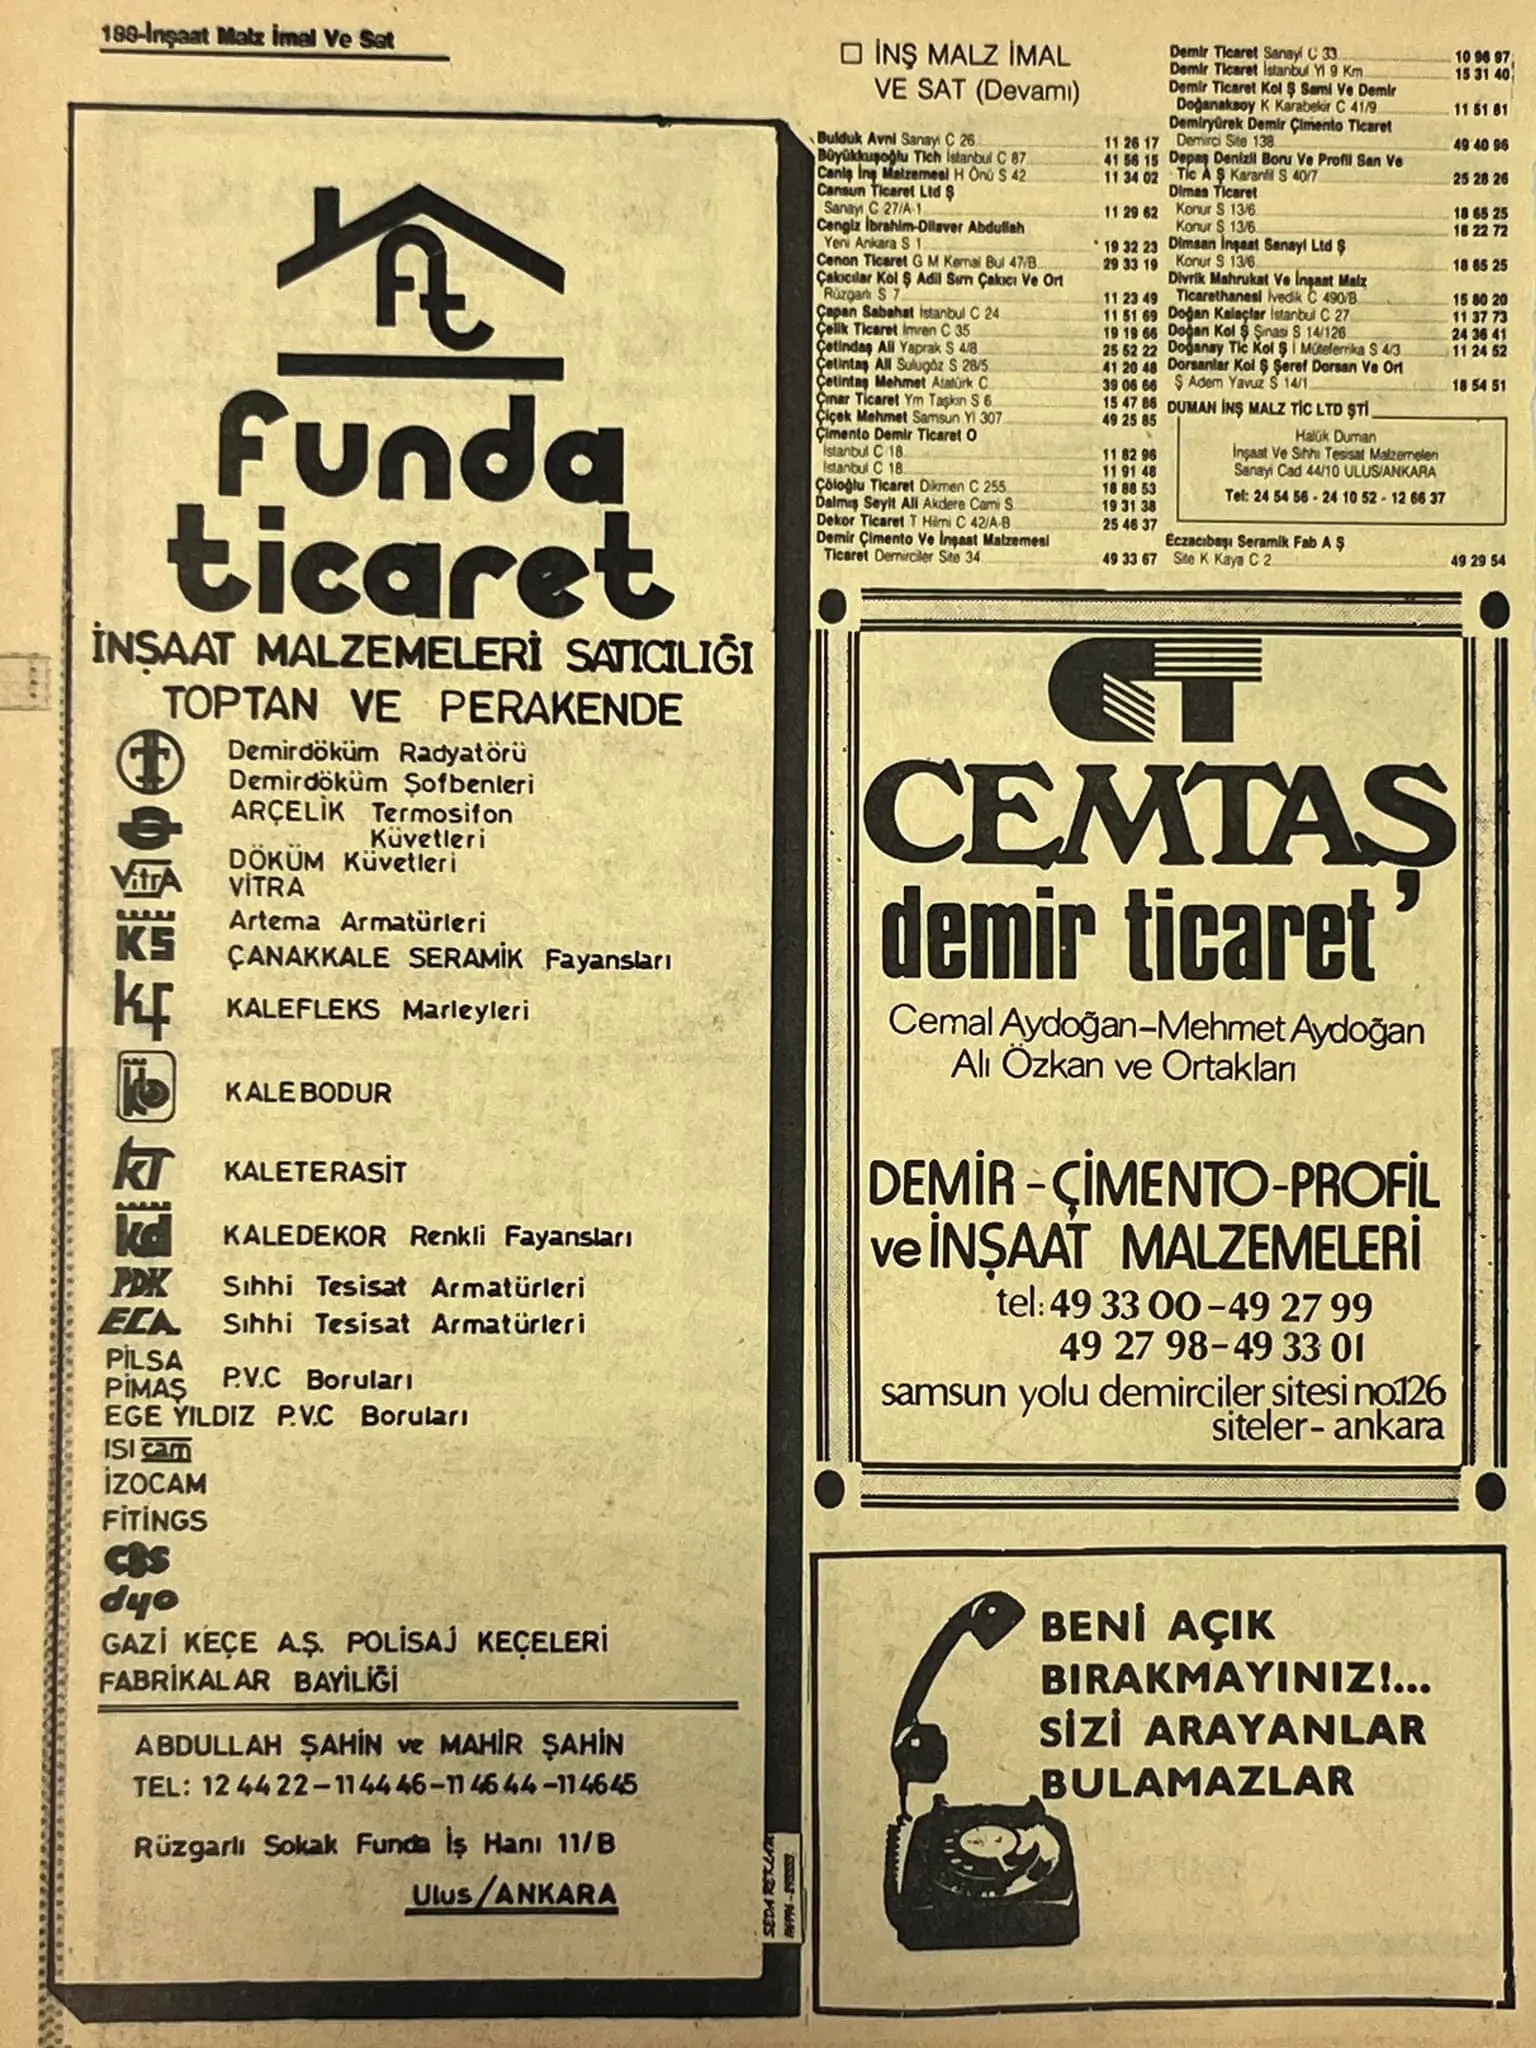 188-İnşaat Malz İmal Ve Sat
Ft
funda
ticaret
İNŞAAT MALZEMELERİ SATICILIĞI
TOPTAN VE PERAKENDE
Demirdöküm Radyatörü
Demirdöküm Şofbenleri
ARÇELİK Termosifon
Küvetleri
DÖKÜM Küvetleri
VitrA VİTRA
Artema Armatürleri
KS ÇANAKKALE SERAMİK Fayansları
kf KALEFLEKS Marleyleri
kb KALEBODUR
kT KALETERASİT
kd KALEDEKOR Renkli Fayansları
PDK Sıhhi Tesisat Armatürleri
ECA Sıhhi Tesisat Armatürleri
PİLSA
PİMAŞ P.V.C Boruları
EGE YILDIZ P.V.C Boruları
ISI cam
İZOCAM
FİTİNGS
ÇBS
dyo
GAZİ KEÇE A.Ş. POLİSAJ KEÇELERİ
FABRİKALAR BAYİLİĞİ
ABDULLAH ŞAHİN ve MAHİR ŞAHİN
TEL: 12 44 22-11 44 46-11 46 44-11 46 45
Rüzgarlı Sokak Funda İş Hanı 11/B
Ulus/ANKARA
SEDA REKLAM
İNŞ MALZ İMAL
VE SAT (Devamı)
Bulduk Avni Sanayi C 26 11 26 17
Büyükkuşoğlu Tich İstanbul C 87 41 56 15
Caniş İnş Malzemesi H Önü S 42 11 34 02
Cansun Ticaret Ltd Ş
Sanayi C 27/A-1 11 29 62
Cengiz İbrahim-Dilaver Abdullah
Yeni Ankara S 1 19 32 23
Cenon Ticaret G M Kemal Bul 47/B 29 33 19
Çakıcılar Kol Ş Adil Sırrı Çakıcı Ve Ort
Rüzgarlı S 7 11 23 49
Çapan Sabahat İstanbul C 24 11 51 69
Çelik Ticaret İmren C 35 19 19 66
Çetindaş Ali Yaprak S 4/8 25 52 22
Çetintaş Ali Sulugöz S 28/5 41 20 48
Çetintaş Mehmet Atatürk C 39 06 66
Çınar Ticaret Ym Taşkın S 6 15 47 86
Çiçek Mehmet Samsun Yl 307 49 25 85
Çimento Demir Ticaret O
İstanbul C 18 11 82 96
İstanbul C 18 11 91 48
Çöloğlu Ticaret Dikmen C 255 18 88 53
Dalmış Seyit Ali Akdere Cami S 19 31 38
Dekor Ticaret T Hilmi C 42/A-B 25 46 37
Demir Çimento Ve İnşaat Malzemesi
Ticaret Demirciler Site 34 49 33 67
Demir Ticaret Sanayi C 33 10 96 97
Demir Ticaret İstanbul Yl 9 Km 15 31 40
Demir Ticaret Kol Ş Sami Ve Demir
Doğanaksoy K Karabekir C 41/9 11 51 81
Demiryürek Demir Çimento Ticaret
Demirci Site 138 49 40 96
Depaş Denizli Boru Ve Profil San Ve
Tic A Ş Karanfil S 40/7 25 28 26
Dimas Ticaret
Konur S 13/6 18 65 25
Konur S 13/6 18 22 72
Dimsan İnşaat Sanayi Ltd Ş
Konur S 13/6 18 65 25
Divrik Mahrukat Ve İnşaat Malz
Ticarethanesi İvedik C 490/B 15 80 20
Doğan Kalaçlar İstanbul C 27 11 37 73
Doğan Kol Ş Şinasi S 14/126 24 36 41
Doğanay Tic Kol Ş İ Müteferrika S 4/3 11 24 52
Dorsanlar Kol Ş Şeref Dorsan Ve Ort
Ş Adem Yavuz S 14/1 18 54 51
DUMAN İNŞ MALZ TİC LTD ŞTİ
Halûk Duman
İnşaat Ve Sıhhi Tesisat Malzemeleri
Sanayi Cad 44/10 ULUS/ANKARA
Tel: 24 54 56 - 24 10 52 - 12 66 37
Eczacıbaşı Seramik Fab A Ş
Site K Kaya C 2 49 29 54
CT
CEMTAŞ
demir ticaret
Cemal Aydoğan-Mehmet Aydoğan
Ali Özkan ve Ortakları
DEMİR-ÇİMENTO-PROFİL
ve İNŞAAT MALZEMELERİ
tel: 49 33 00-49 27 99
49 27 98-49 33 01
samsun yolu demirciler sitesi no.126
siteler-ankara
BENİ AÇIK
BIRAKMAYINIZ!...
SİZİ ARAYANLAR
BULAMAZLAR